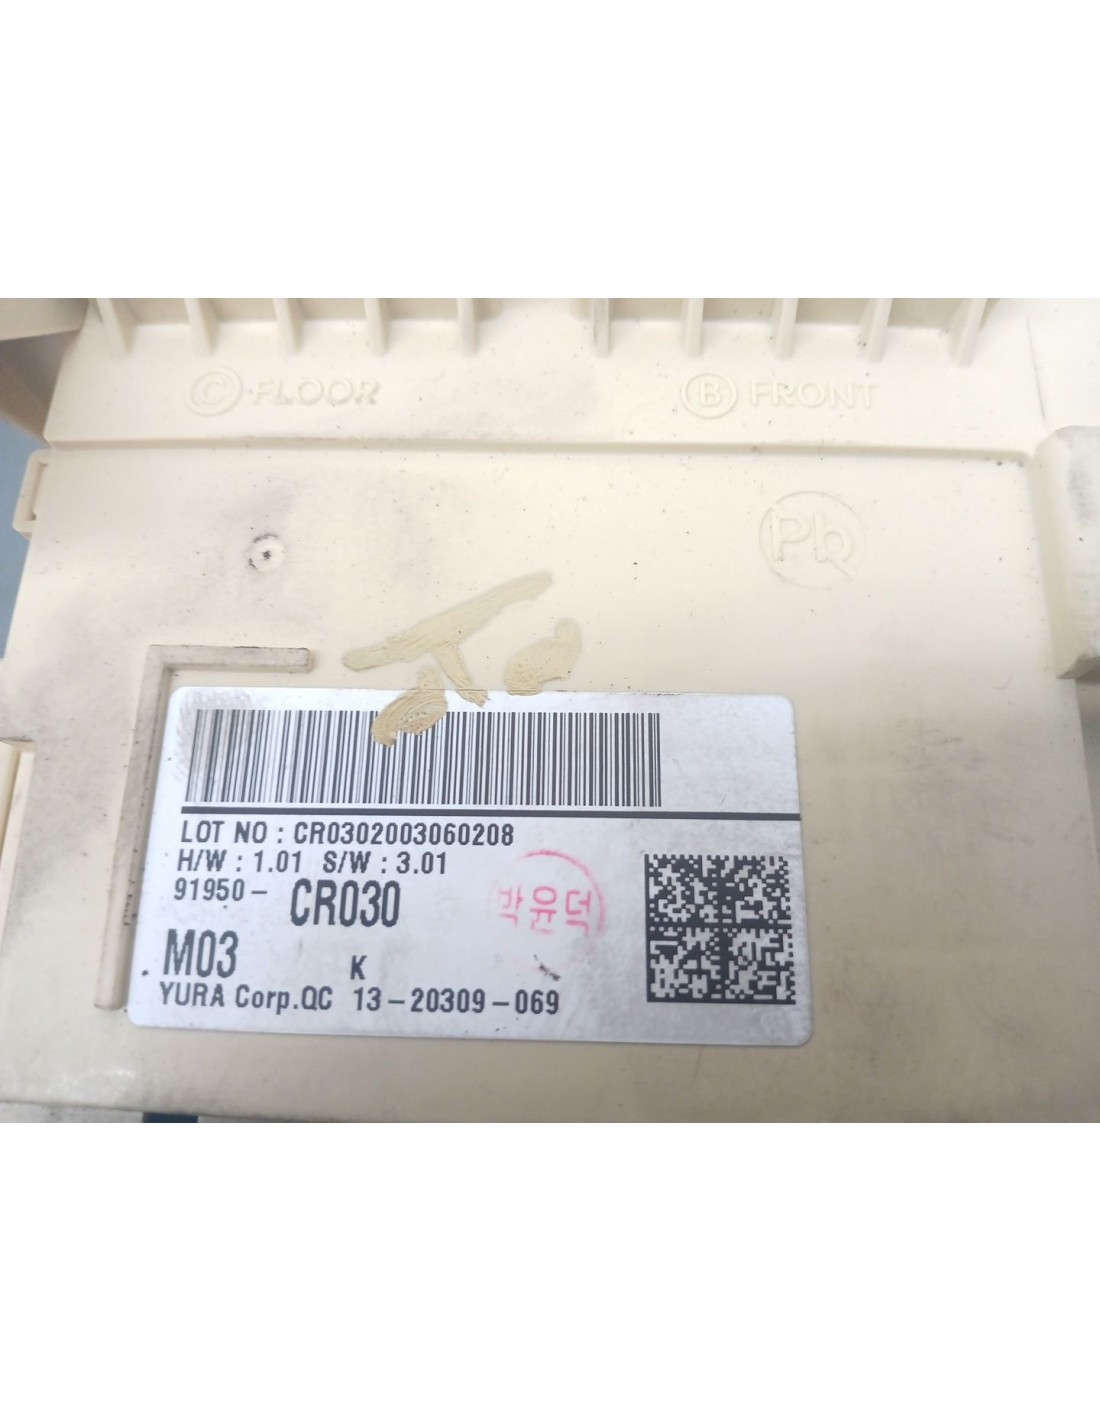 Ⓒ FLOOR
Ⓑ FRONT
Pb
LOT NO : CR0302003060208
H/W : 1.01 S/W : 3.01
91950- CR030
박윤덕
M03
K
YURA Corp.QC 13-20309-069